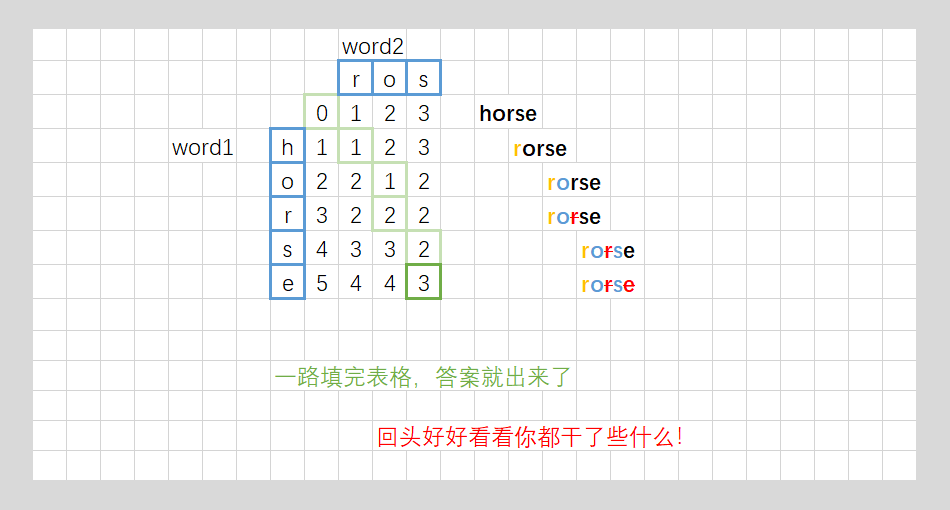 word2
r o s
0 1 2 3 horse
word1 h 1 1 2 3 rorse
o 2 2 1 2 rorse
r 3 2 2 2 rorse
s 4 3 3 2 rorse
e 5 4 4 3 rorse
一路填完表格，答案就出来了
回头好好看看你都干了些什么！